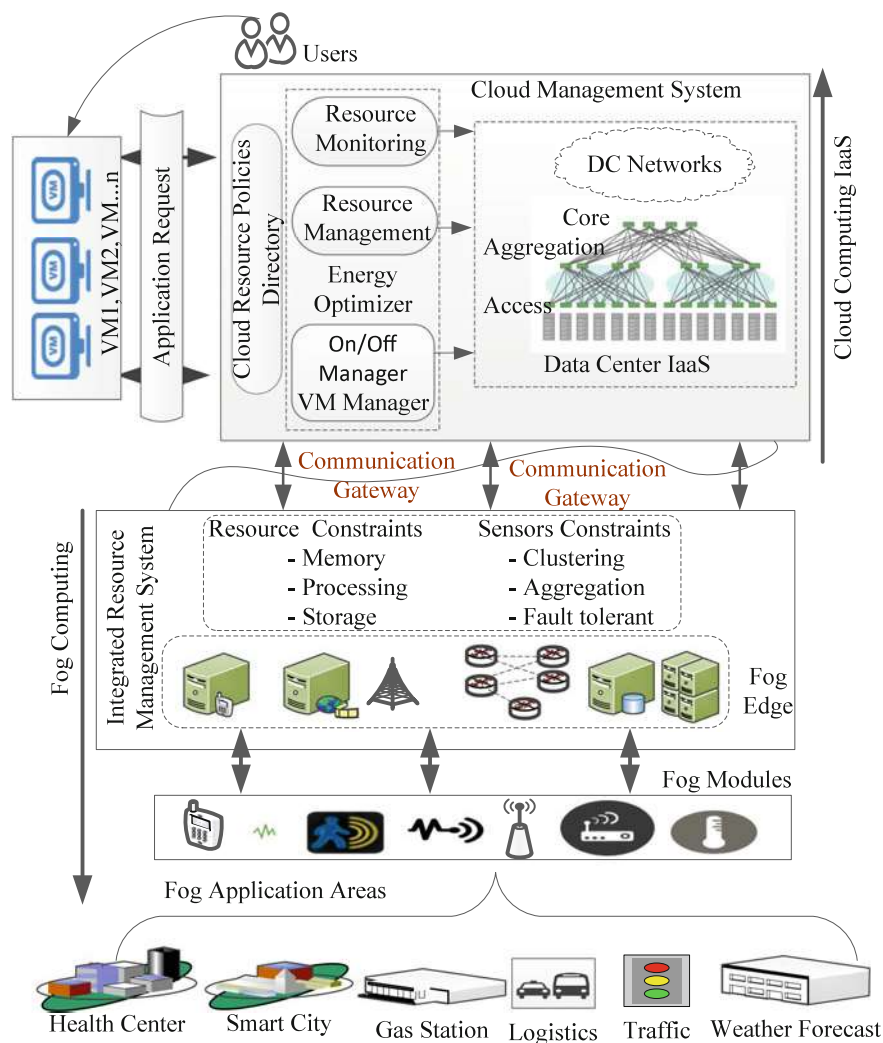 Users
Cloud Management System
Resource
Monitoring
DC Networks
Resource
Management
Core
Aggregation
Energy
Optimizer
Access
On/Off
Manager
VM Manager
Data Center IaaS
VM
VM
VM
VM1, VM2, VM...n
Application Request
Cloud Resource Policies
Directory
Cloud Computing IaaS
Communication
Gateway
Communication
Gateway
Fog Computing
Integrated Resource
Management System
Resource Constraints
- Memory
- Processing
- Storage
Sensors Constraints
- Clustering
- Aggregation
- Fault tolerant
Fog
Edge
Fog Modules
Fog Application Areas
Health Center
Smart City
Gas Station
Logistics
Traffic
Weather Forecast